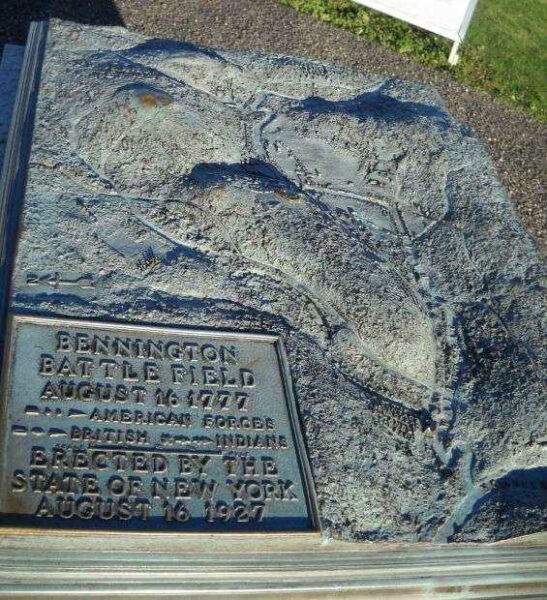 BENNINGTON
BATTLE FIELD
AUGUST 16 1777
AMERICAN FORCES
BRITISH INDIANS
ERECTED BY THE
STATE OF NEW YORK
AUGUST 16 1927